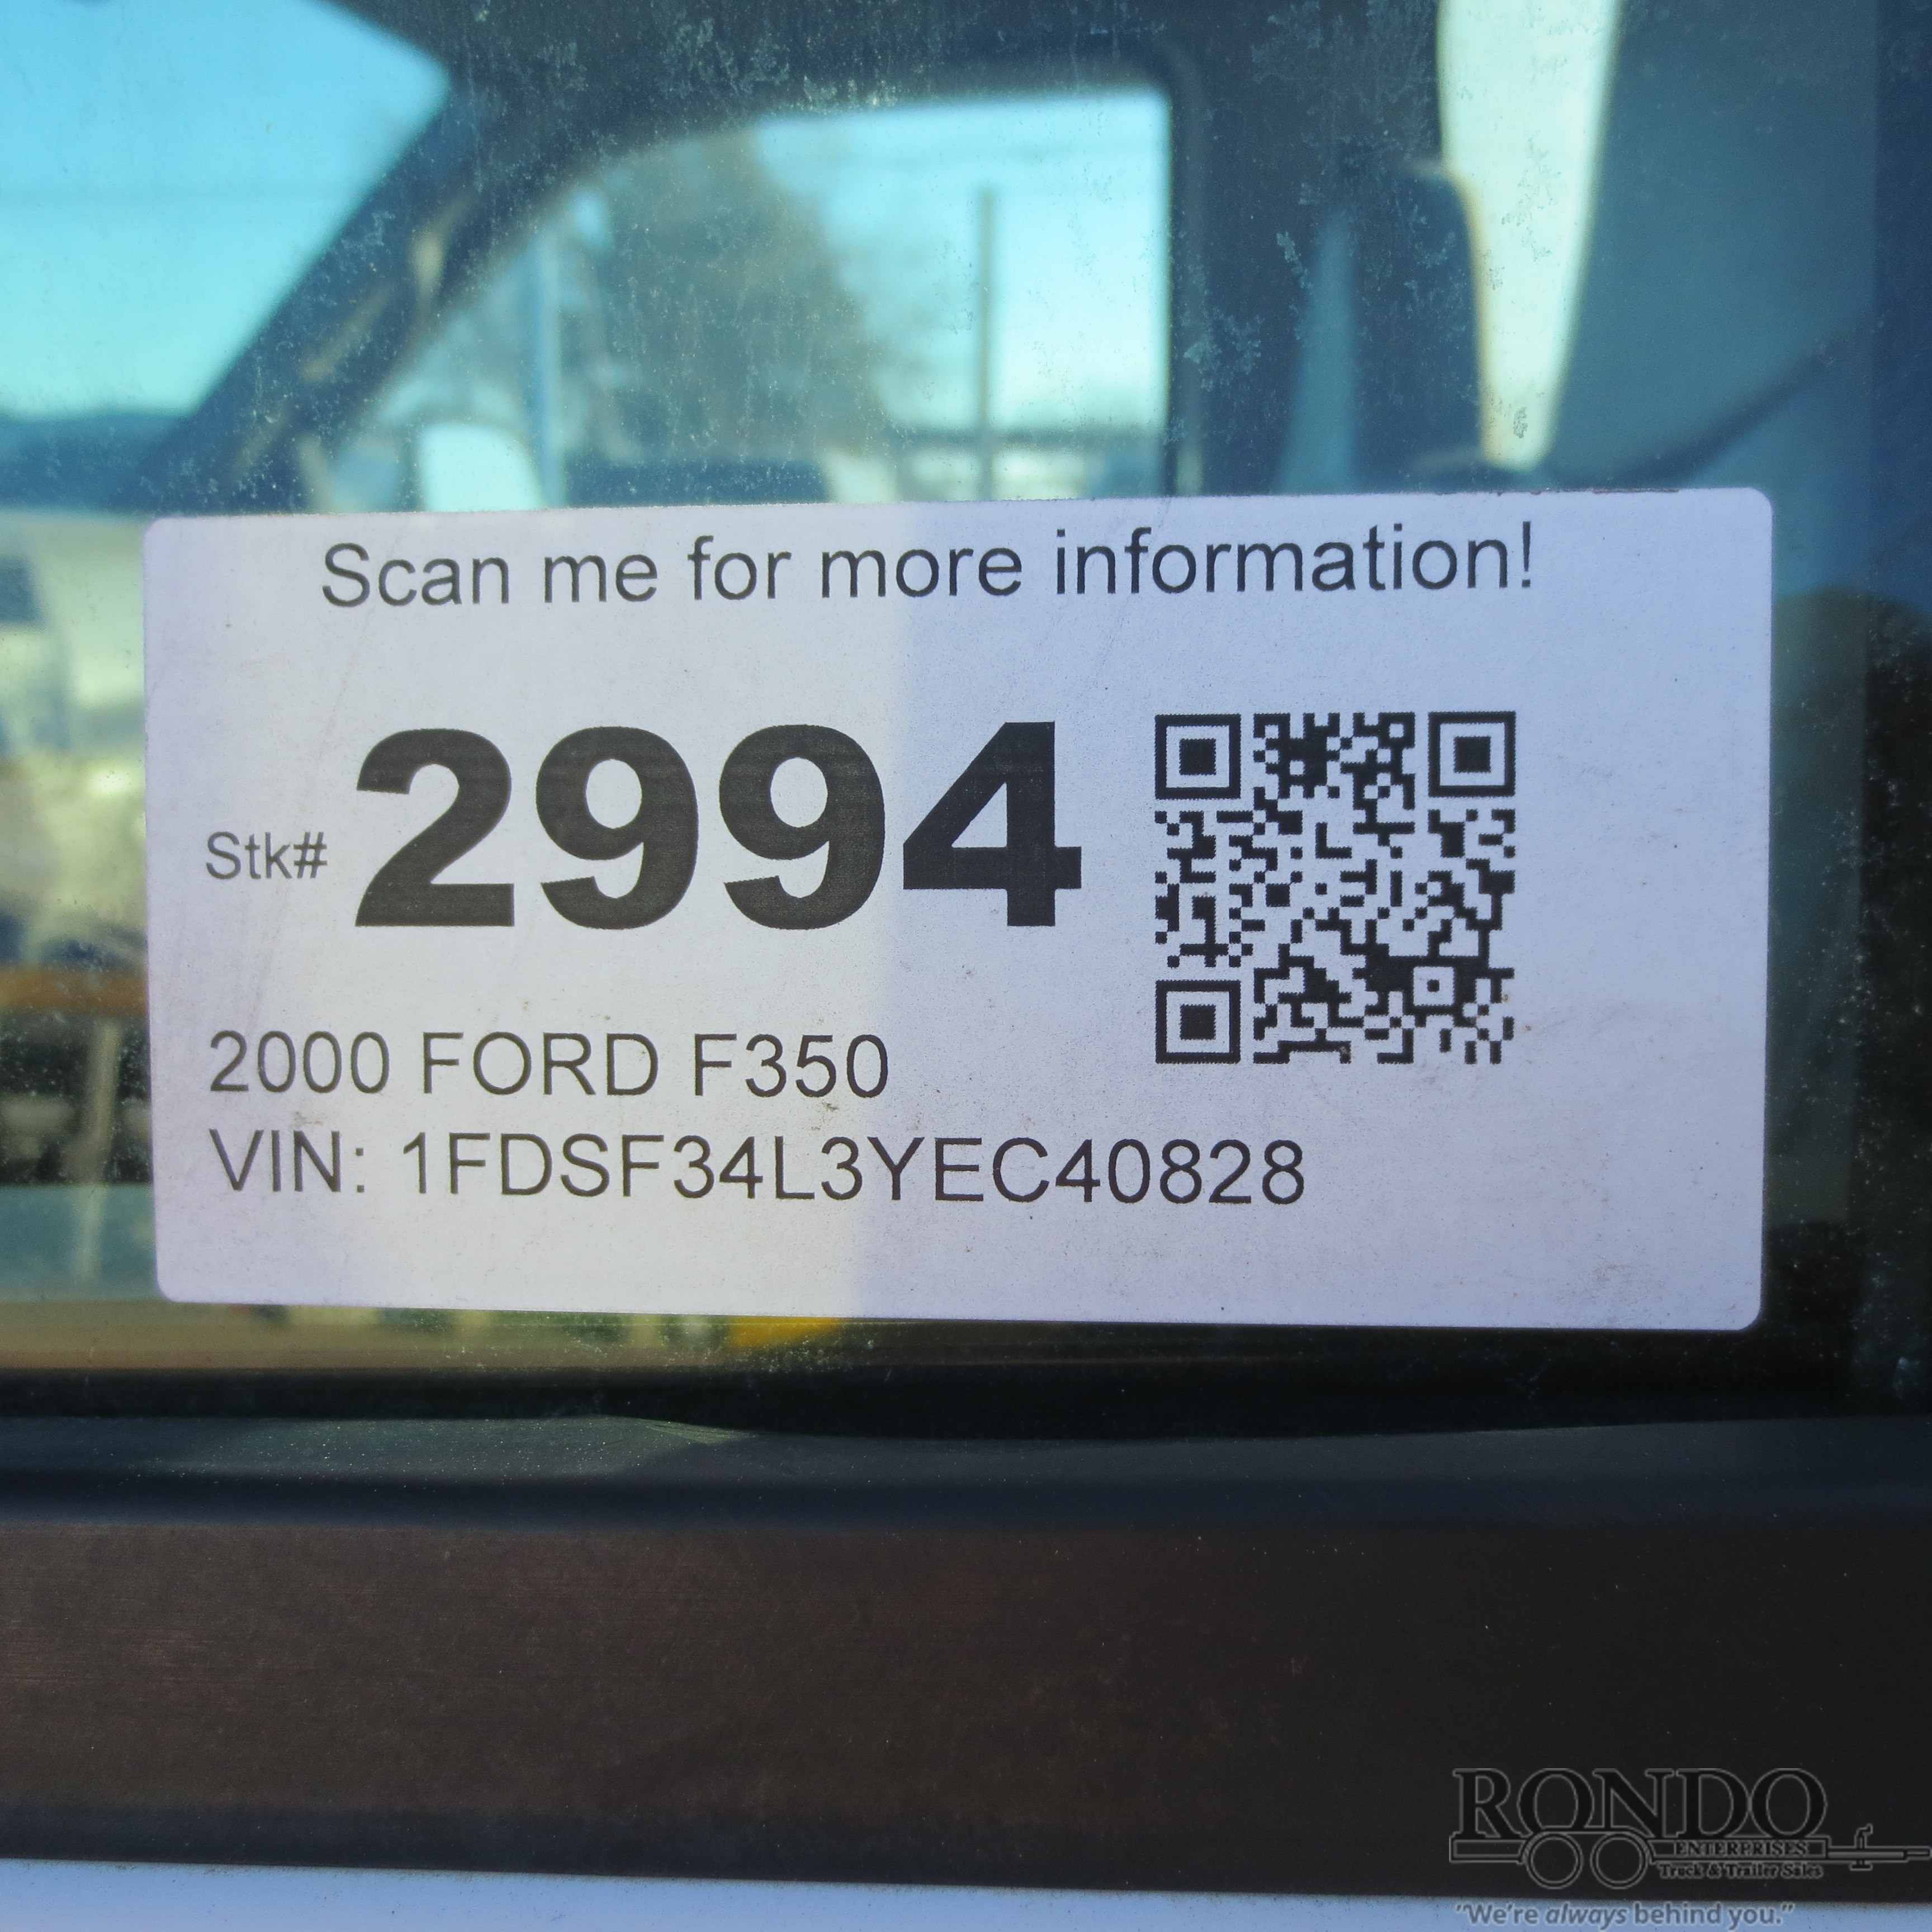 Scan me for more information!
Stk# 2994
2000 FORD F350
VIN: 1FDSF34L3YEC40828
RONDO
ENTERPRISES
Truck & Trailer Sales
"We're always behind you."